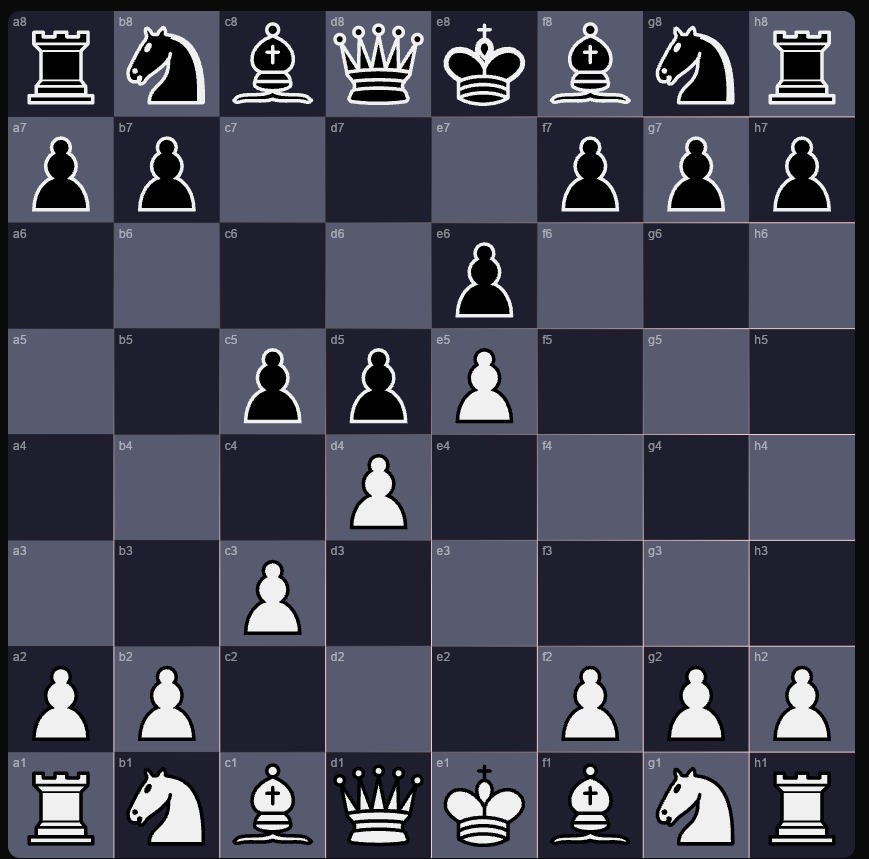 a8 b8 c8 d8 e8 f8 g8 h8
a7 b7 c7 d7 e7 f7 g7 h7
a6 b6 c6 d6 e6 f6 g6 h6
a5 b5 c5 d5 e5 f5 g5 h5
a4 b4 c4 d4 e4 f4 g4 h4
a3 b3 c3 d3 e3 f3 g3 h3
a2 b2 c2 d2 e2 f2 g2 h2
a1 b1 c1 d1 e1 f1 g1 h1